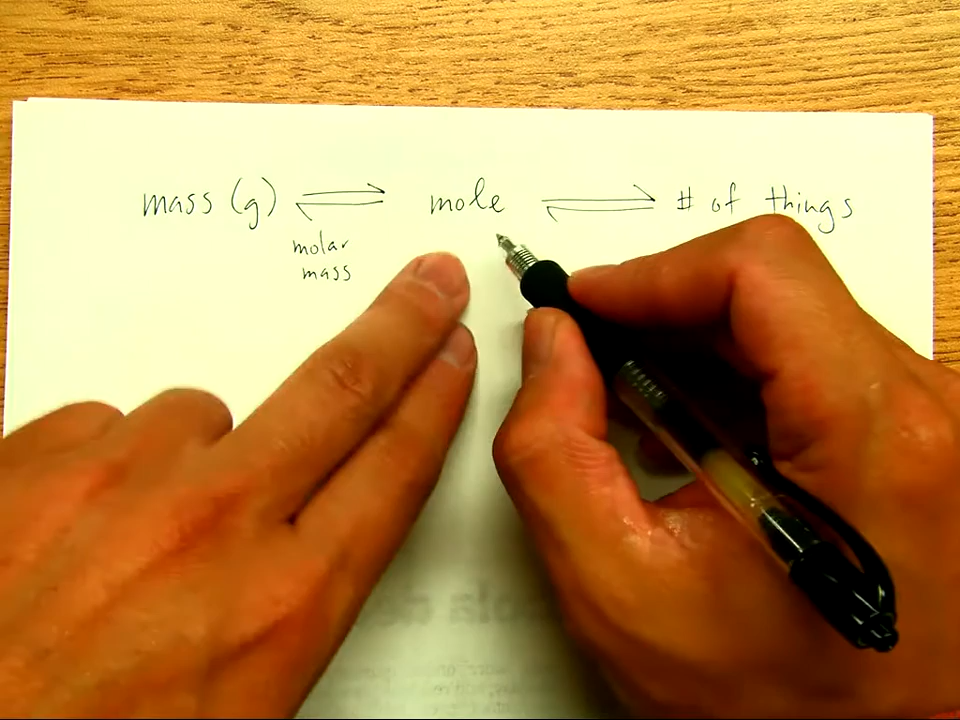 mass (g) ⇌ mole ⇌ # of things
molar
mass